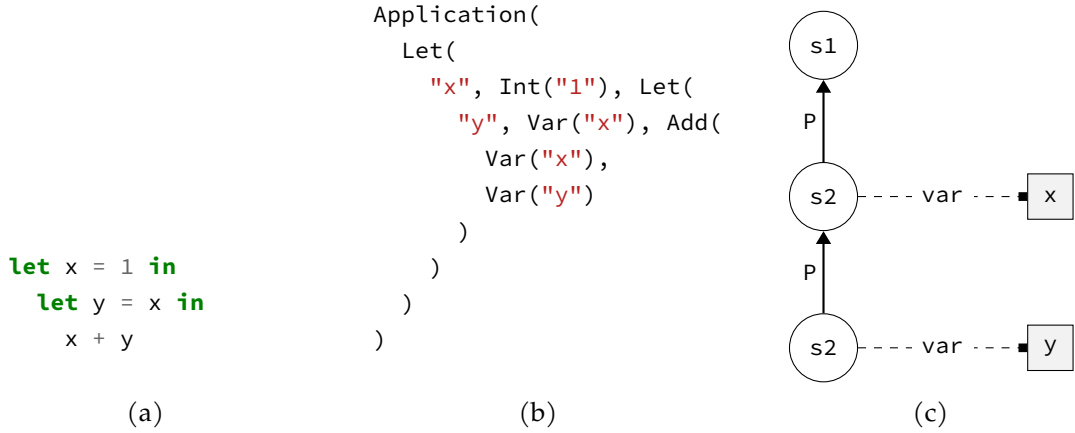 let x = 1 in
let y = x in
x + y
(a)
Application(
Let(
"x", Int("1"), Let(
"y", Var("x"), Add(
Var("x"),
Var("y")
)
)
)
)
(b)
s1
P
s2 var x
P
s2 var y
(c)